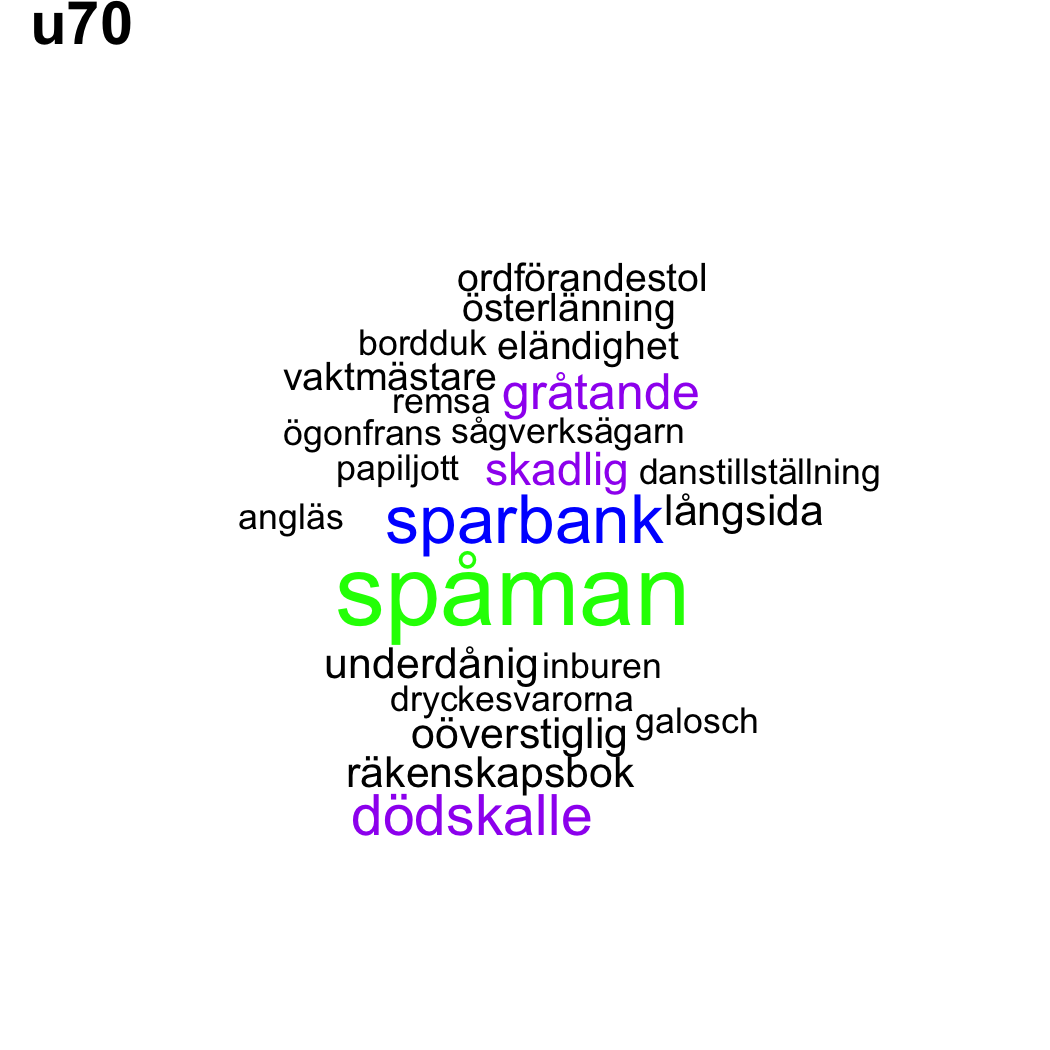 u70
ordförandestol
österlänning
bordduk eländighet
vaktmästare
remsa gråtande
ögonfrans sågverksägarn
papiljott skadlig danstillställning
angläs sparbank långsida
spåman
underdånig inburen
dryckesvarorna
oöverstiglig galosch
räkenskapsbok
dödskalle